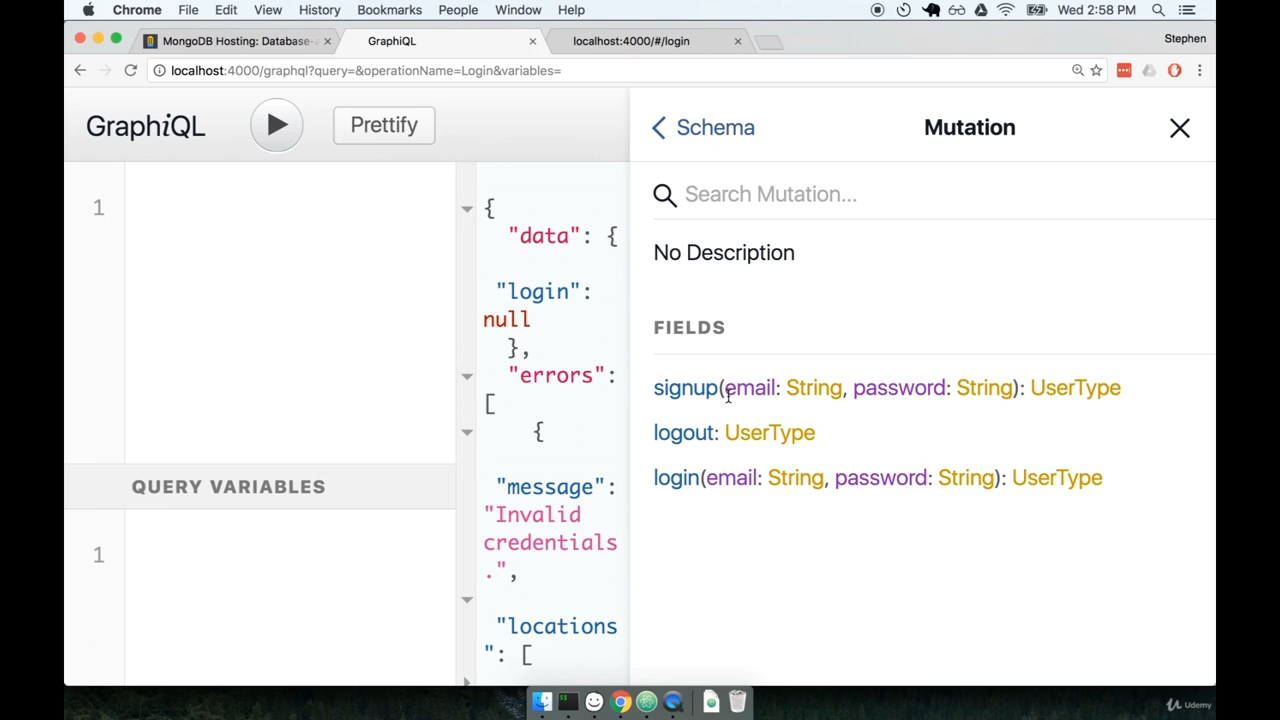 Chrome File Edit View History Bookmarks People Window Help Wed 2:58 PM
MongoDB Hosting: Database-a
GraphiQL
localhost:4000/#/login
Stephen
localhost:4000/graphql?query=&operationName=Login&variables=
GraphiQL
Prettify
Schema
Mutation
Search Mutation...
No Description
FIELDS
signup(email: String, password: String): UserType
logout: UserType
login(email: String, password: String): UserType
1
QUERY VARIABLES
1
{
"data": {
"login":
null
},
"errors":
[
{
"message":
"Invalid
credentials
.",
"locations
": [
Udemy